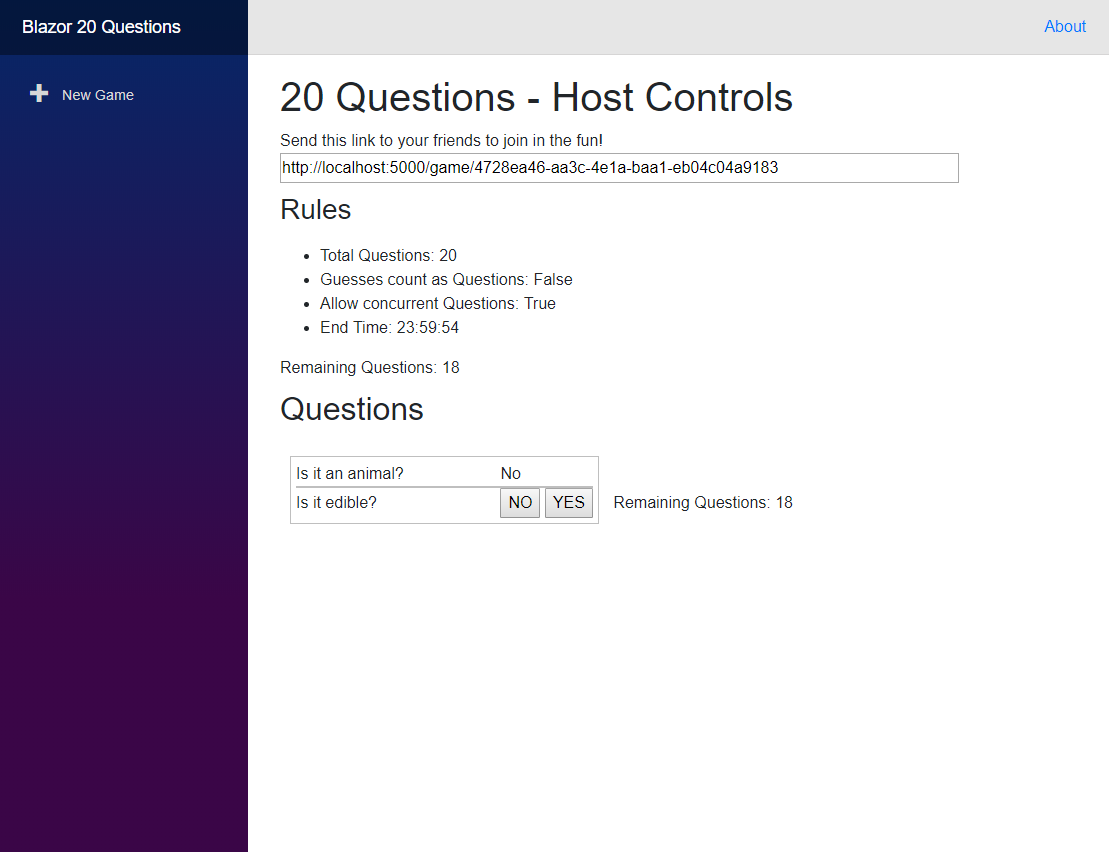 Blazor 20 Questions
About
New Game
20 Questions - Host Controls
Send this link to your friends to join in the fun!
http://localhost:5000/game/4728ea46-aa3c-4e1a-baa1-eb04c04a9183
Rules
Total Questions: 20
Guesses count as Questions: False
Allow concurrent Questions: True
End Time: 23:59:54
Remaining Questions: 18
Questions
Is it an animal? No
Is it edible? NO YES Remaining Questions: 18